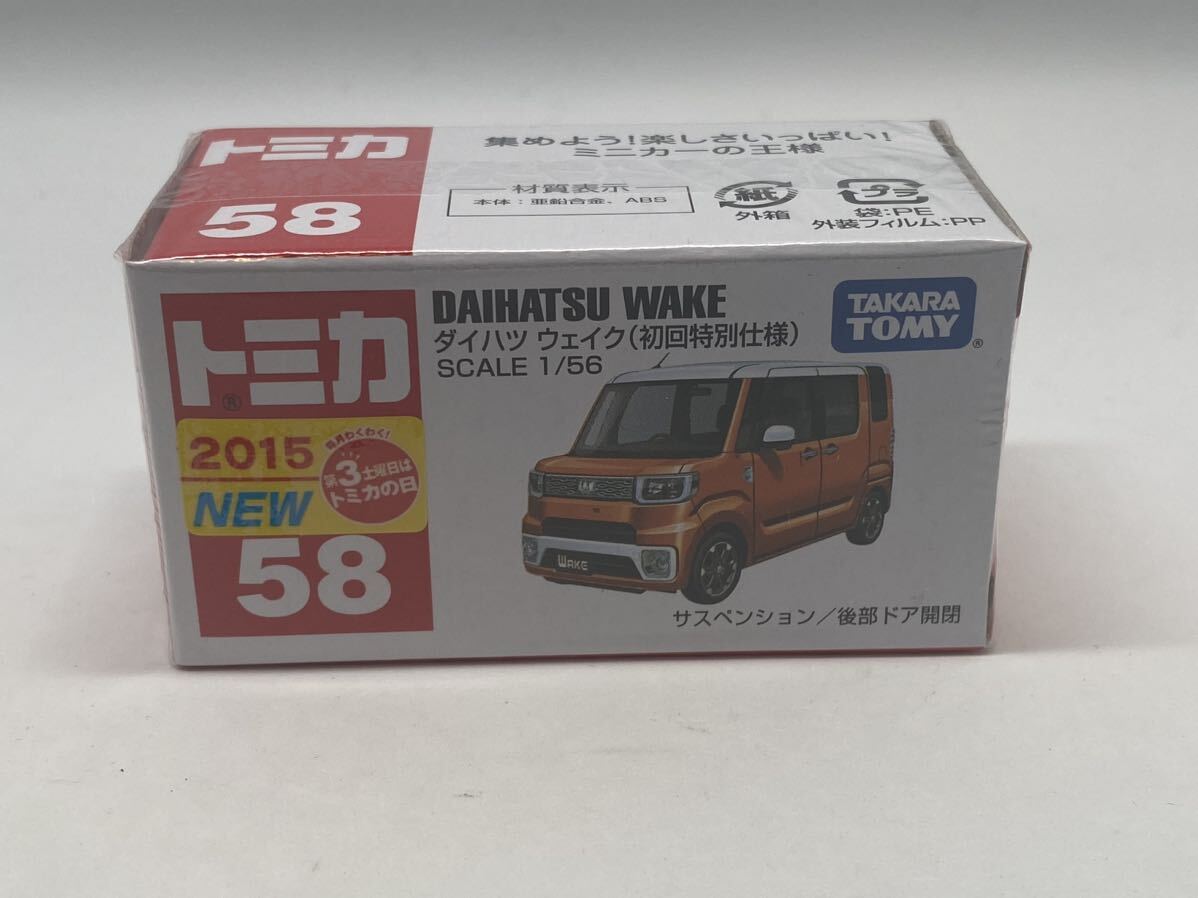 トミカ
58
集めよう!楽しさいっぱい!
ミニカーの王様
材質表示
本体:亜鉛合金、ABS
紙
外箱
プラ
袋:PE
外装フィルム:PP
トミカ®
2015
NEW
毎月わくわく!
第3土曜日は
トミカの日
58
DAIHATSU WAKE
ダイハツ ウェイク(初回特別仕様)
SCALE 1/56
TAKARA
TOMY®
WAKE
サスペンション/後部ドア開閉